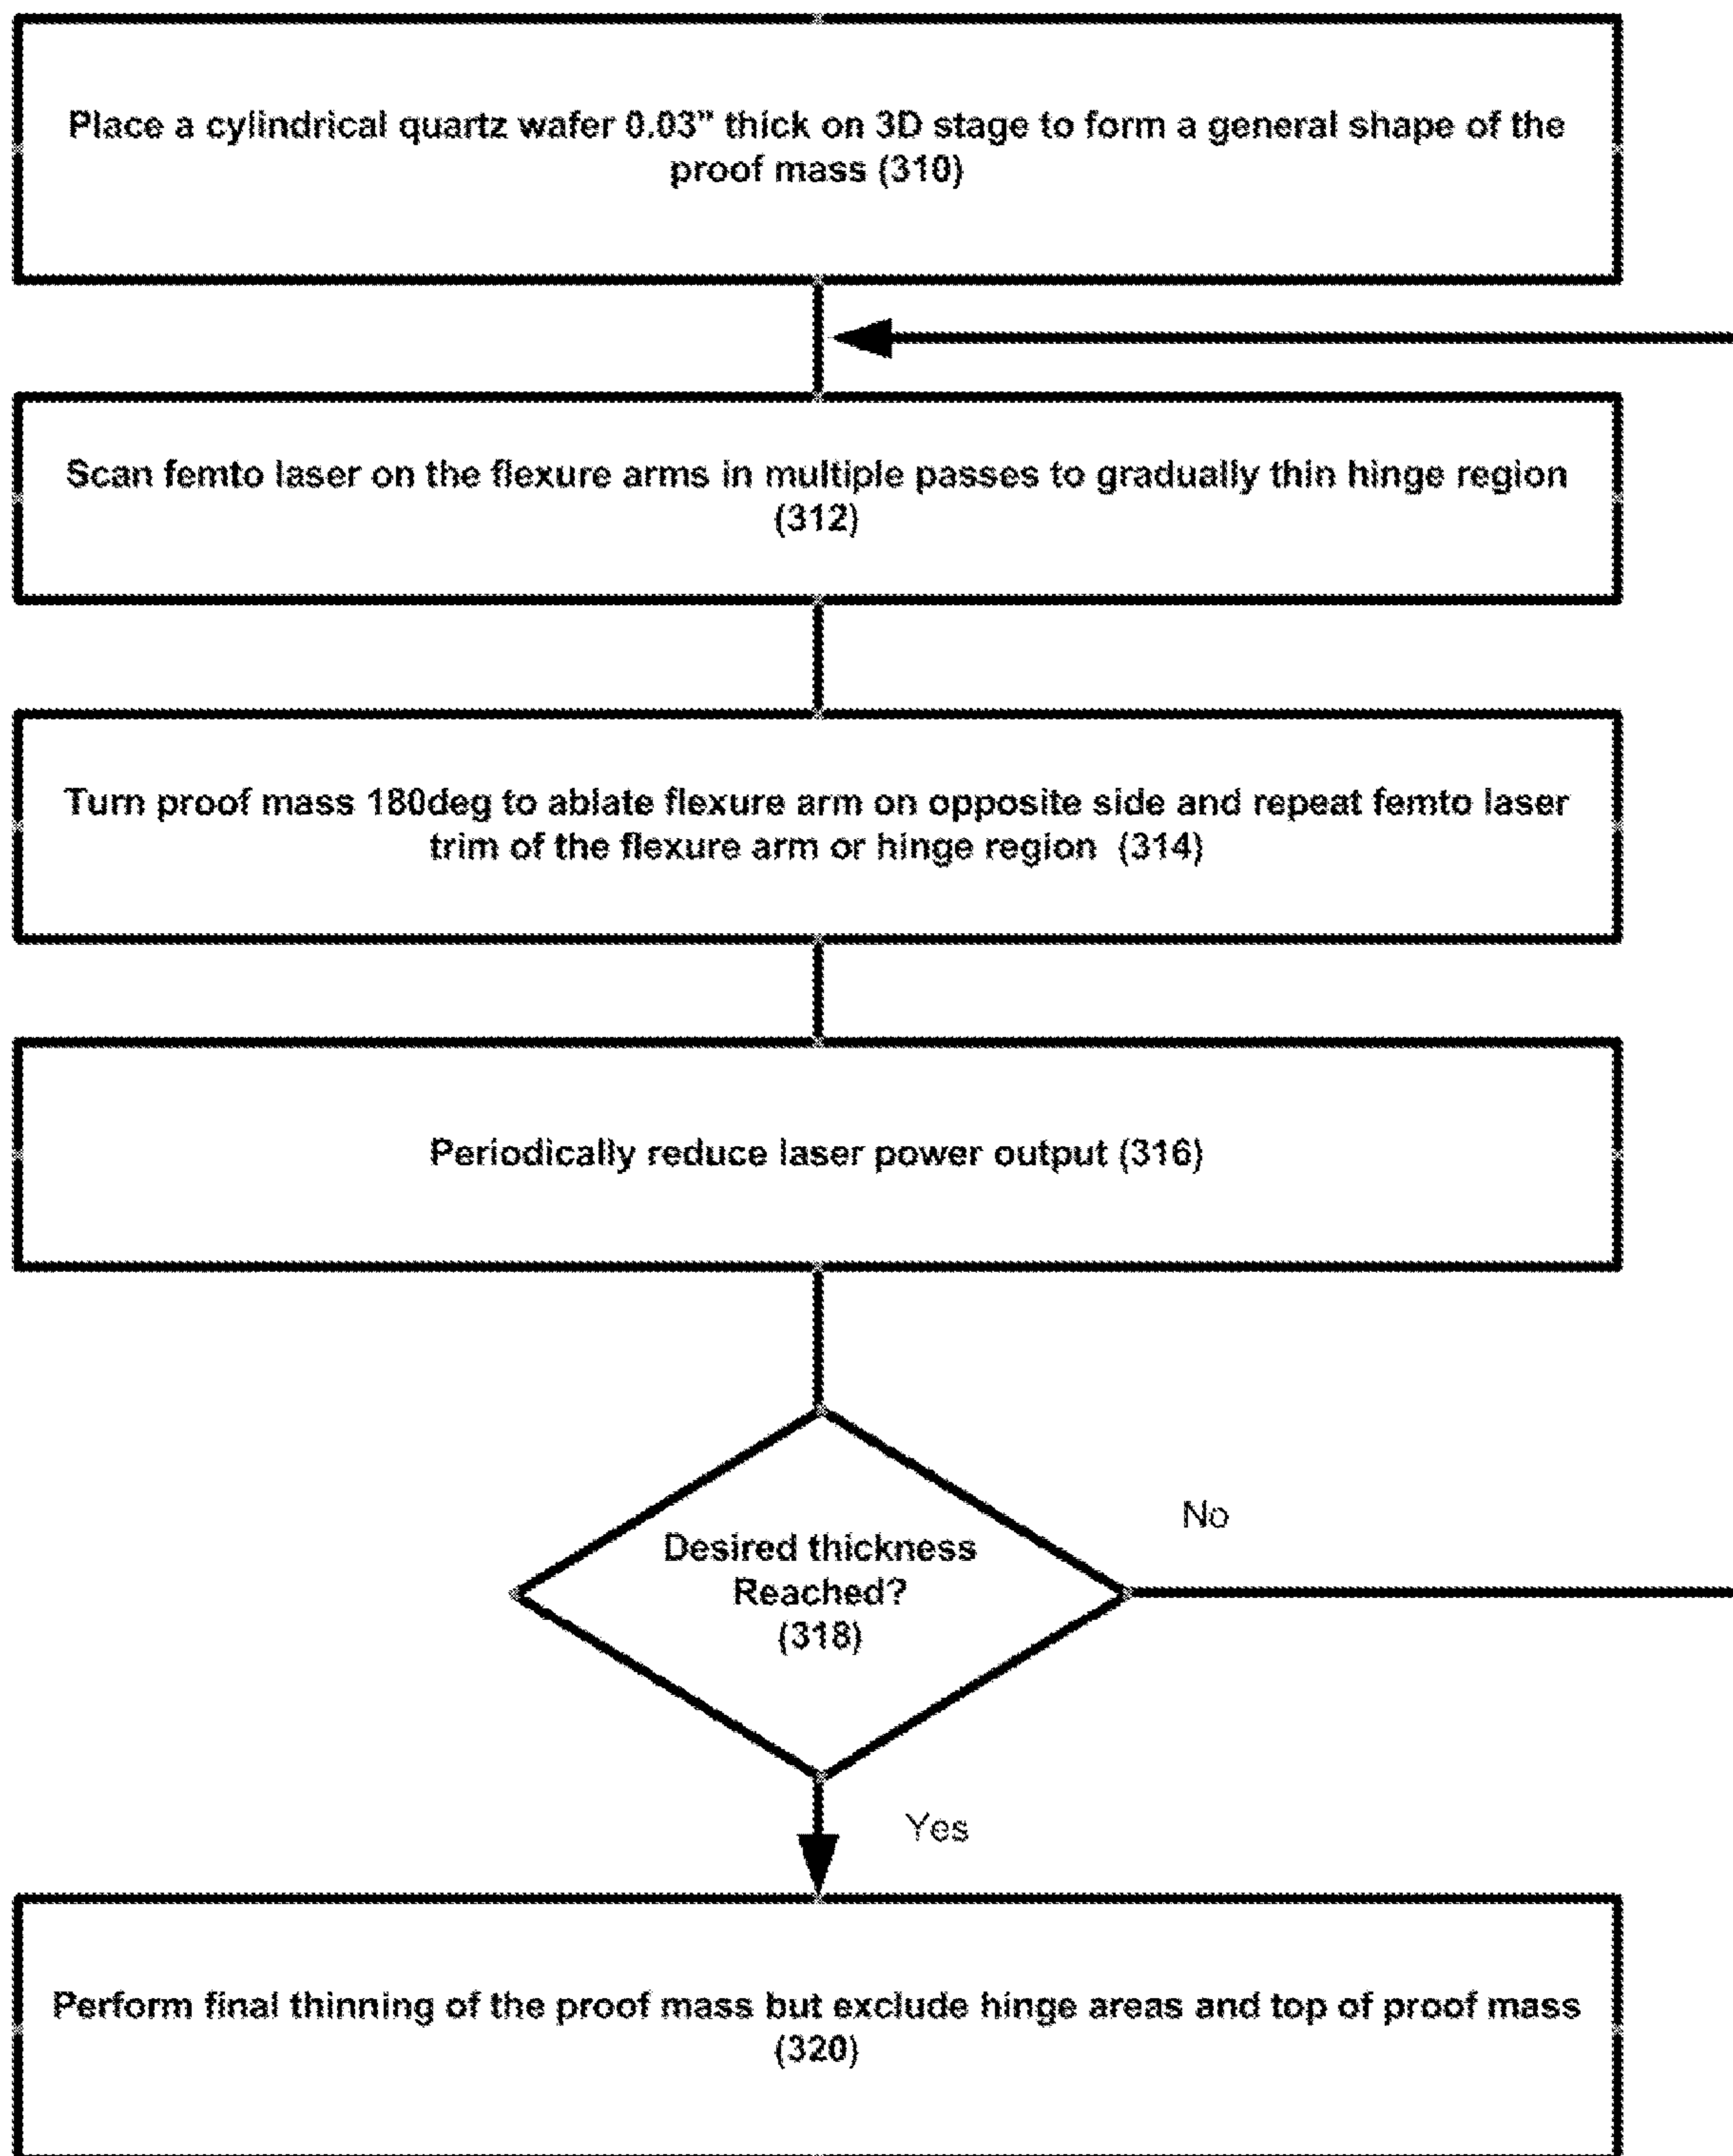 Place a cylindrical quartz wafer 0.03" thick on 3D stage to form a general shape of the
proof mass (310)
Scan femto laser on the flexure arms in multiple passes to gradually thin hinge region
(312)
Turn proof mass 180deg to ablate flexure arm on opposite side and repeat femto laser
trim of the flexure arm or hinge region (314)
Periodically reduce laser power output (316)
Desired thickness
Reached?
(318)
No
Yes
Perform final thinning of the proof mass but exclude hinge areas and top of proof mass
(320)